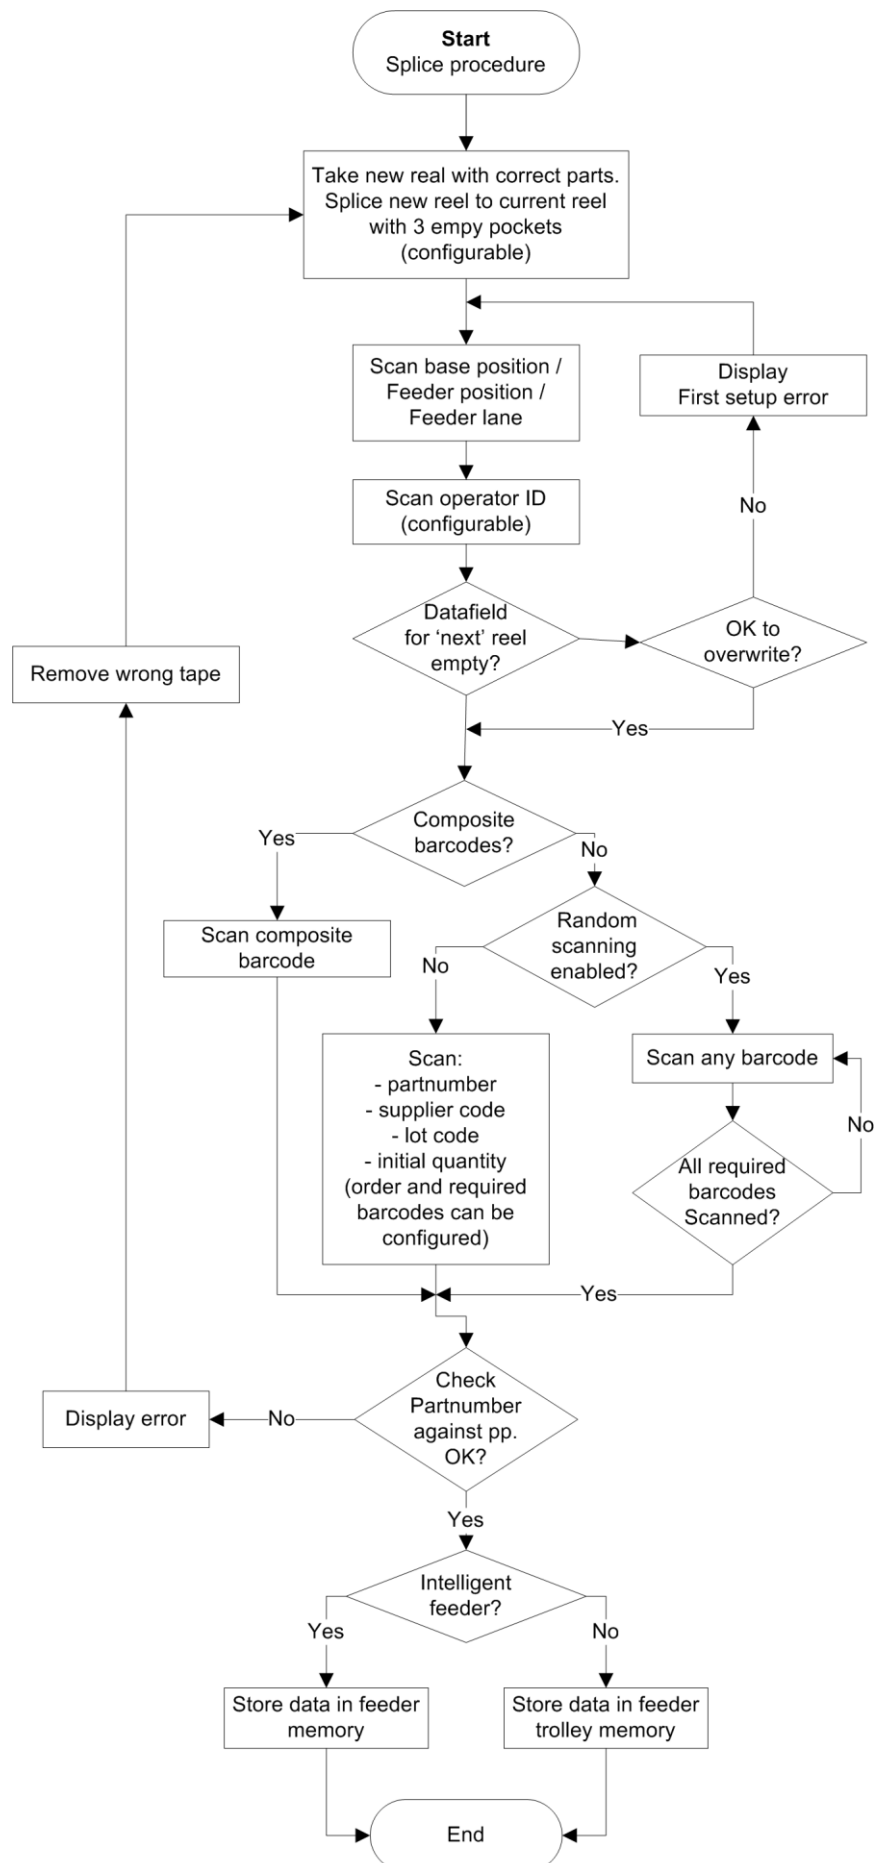 Start
Splice procedure
Take new real with correct parts.
Splice new reel to current reel
with 3 empy pockets
(configurable)
Scan base position /
Feeder position /
Feeder lane
Display
First setup error
Scan operator ID
(configurable)
No
Datafield
for ‘next’ reel
empty?
OK to
overwrite?
Remove wrong tape
Yes
Composite
barcodes?
Yes
No
Scan composite
barcode
Random
scanning
enabled?
No
Yes
Scan:
- partnumber
- supplier code
- lot code
- initial quantity
(order and required
barcodes can be
configured)
Scan any barcode
No
All required
barcodes
Scanned?
Yes
Check
Partnumber
against pp.
OK?
No
Display error
Yes
Intelligent
feeder?
Yes
No
Store data in feeder
memory
Store data in feeder
trolley memory
End